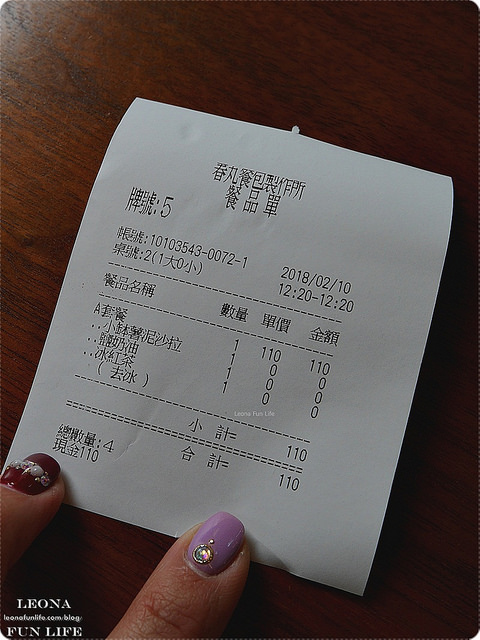 春丸餐包製作所
餐 品 單
牌號:5
帳號:10103543-0072-1
2018/02/10
桌號:2(1大0小)
12:20-12:20
餐品名稱 數量 單價 金額
A套餐 1 110 110
..小缽薯泥沙拉 1 0 0
..鹽奶油 1 0 0
..冰紅茶 1 0 0
( 去冰 )
Leona Fun Life
小 計= 110
總數量:4 合 計= 110
現金110
LEONA
leonafunlife.com/blog
FUN LIFE